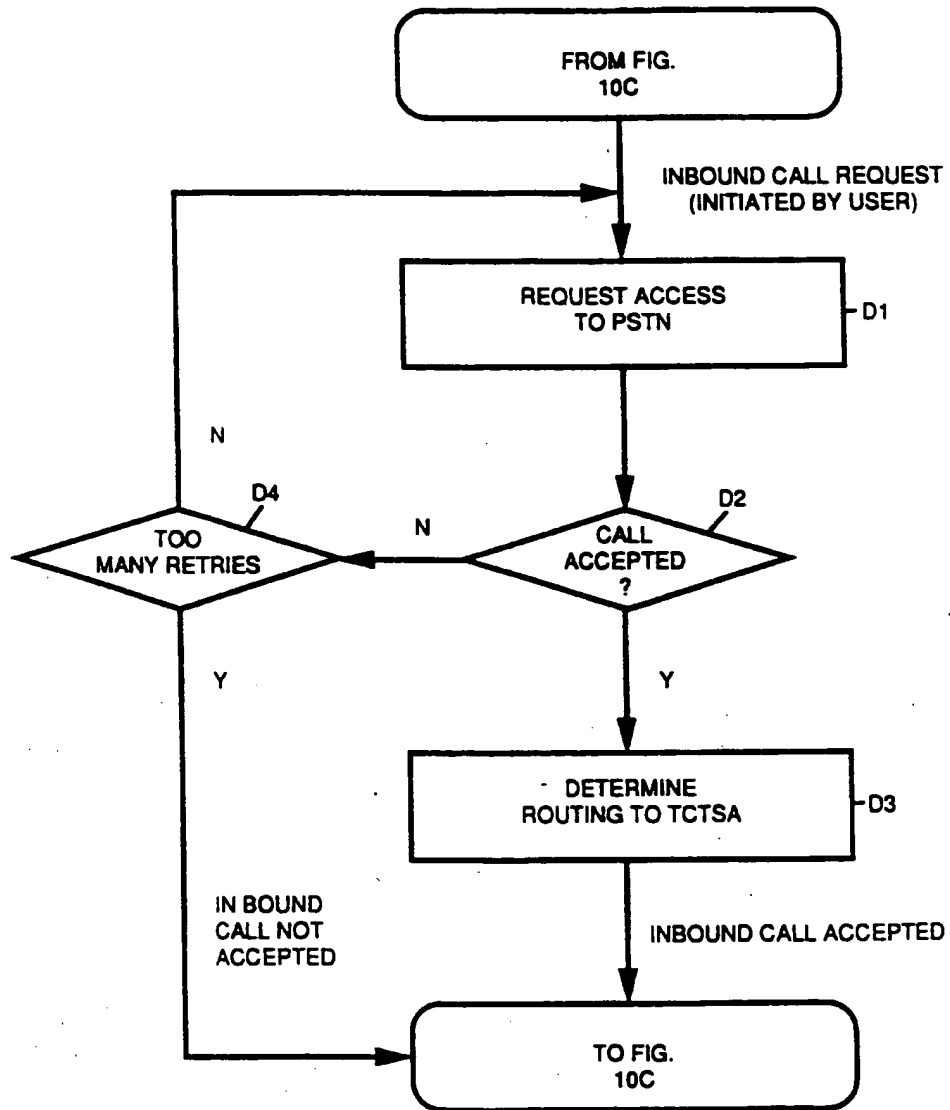 FROM FIG.
10C
INBOUND CALL REQUEST
(INITIATED BY USER)
REQUEST ACCESS
TO PSTN
D1
N
D4
TOO
MANY RETRIES
N
D2
CALL
ACCEPTED
?
Y
Y
DETERMINE
ROUTING TO TCTSA
D3
IN BOUND
CALL NOT
ACCEPTED
INBOUND CALL ACCEPTED
TO FIG.
10C